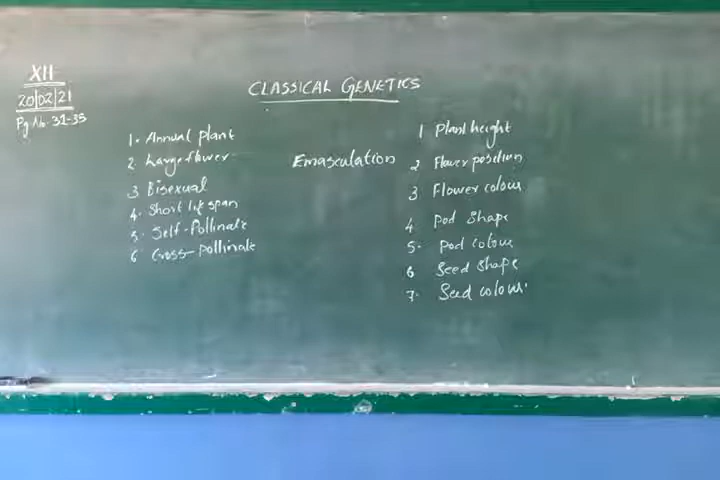 XII
20|02|21
Pg No. 32-35
CLASSICAL GENETICS
1. Annual plant
2. Large flower
3 Bisexual
4. Short life span
5. Self-Pollinate
6 Cross-pollinate
Emasculation
1 Plant height
2 Flower position
3 Flower colour
4 Pod Shape
5. Pod colour
6 Seed Shape
7. Seed colour